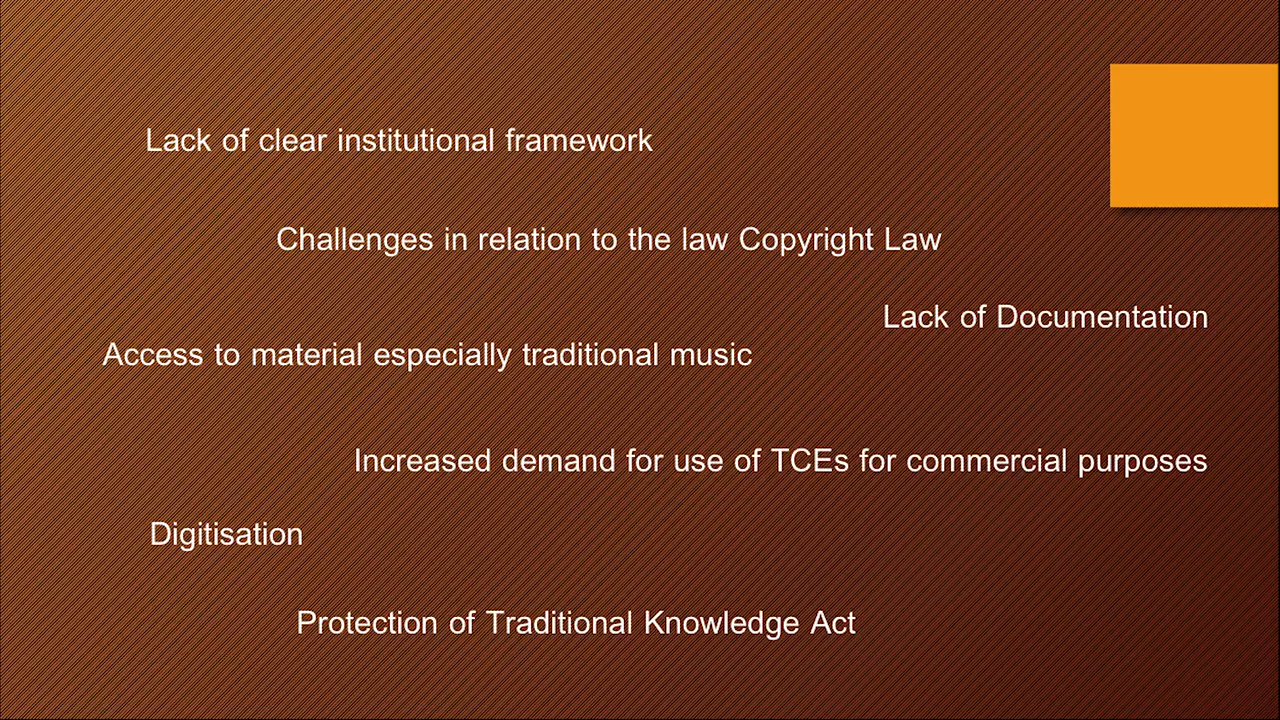 Lack of clear institutional framework
Challenges in relation to the law Copyright Law
Lack of Documentation
Access to material especially traditional music
Increased demand for use of TCEs for commercial purposes
Digitisation
Protection of Traditional Knowledge Act